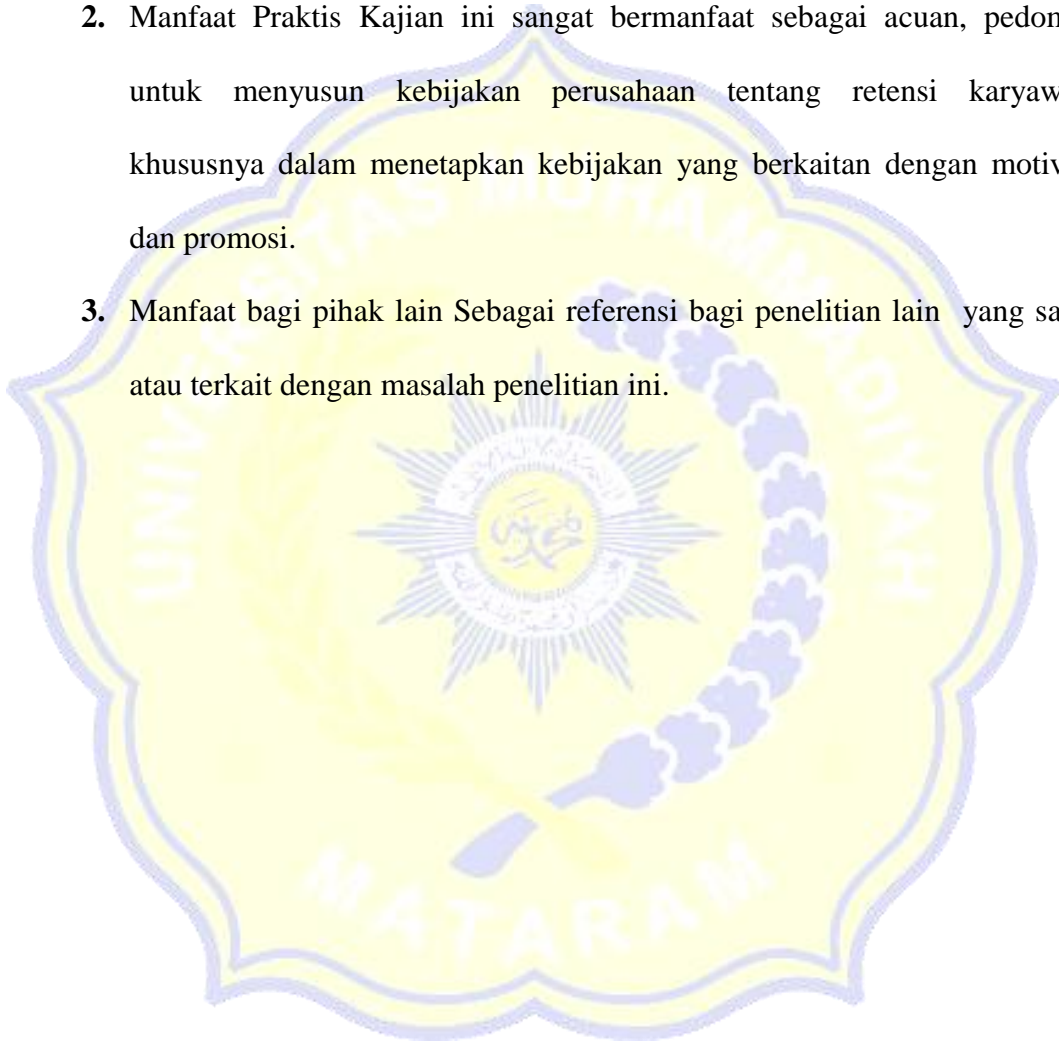 2. Manfaat Praktis Kajian ini sangat bermanfaat sebagai acuan, pedom
untuk menyusun kebijakan perusahaan tentang retensi karyaw
khususnya dalam menetapkan kebijakan yang berkaitan dengan motiv
dan promosi.
3. Manfaat bagi pihak lain Sebagai referensi bagi penelitian lain yang sa
atau terkait dengan masalah penelitian ini.
UNIVERSITAS MUHAMMADIYAH
MATARAM